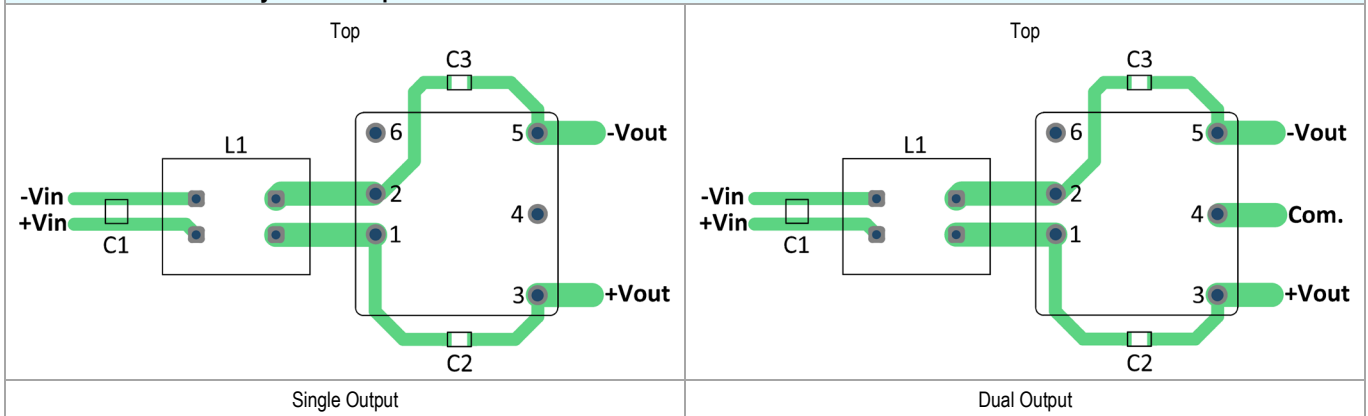 Top
C3
6
5
-Vout
L1
-Vin
2
+Vin
4
C1
1
3
+Vout
C2
Single Output
Top
C3
6
5
-Vout
L1
-Vin
2
+Vin
4
Com.
C1
1
3
+Vout
C2
Dual Output